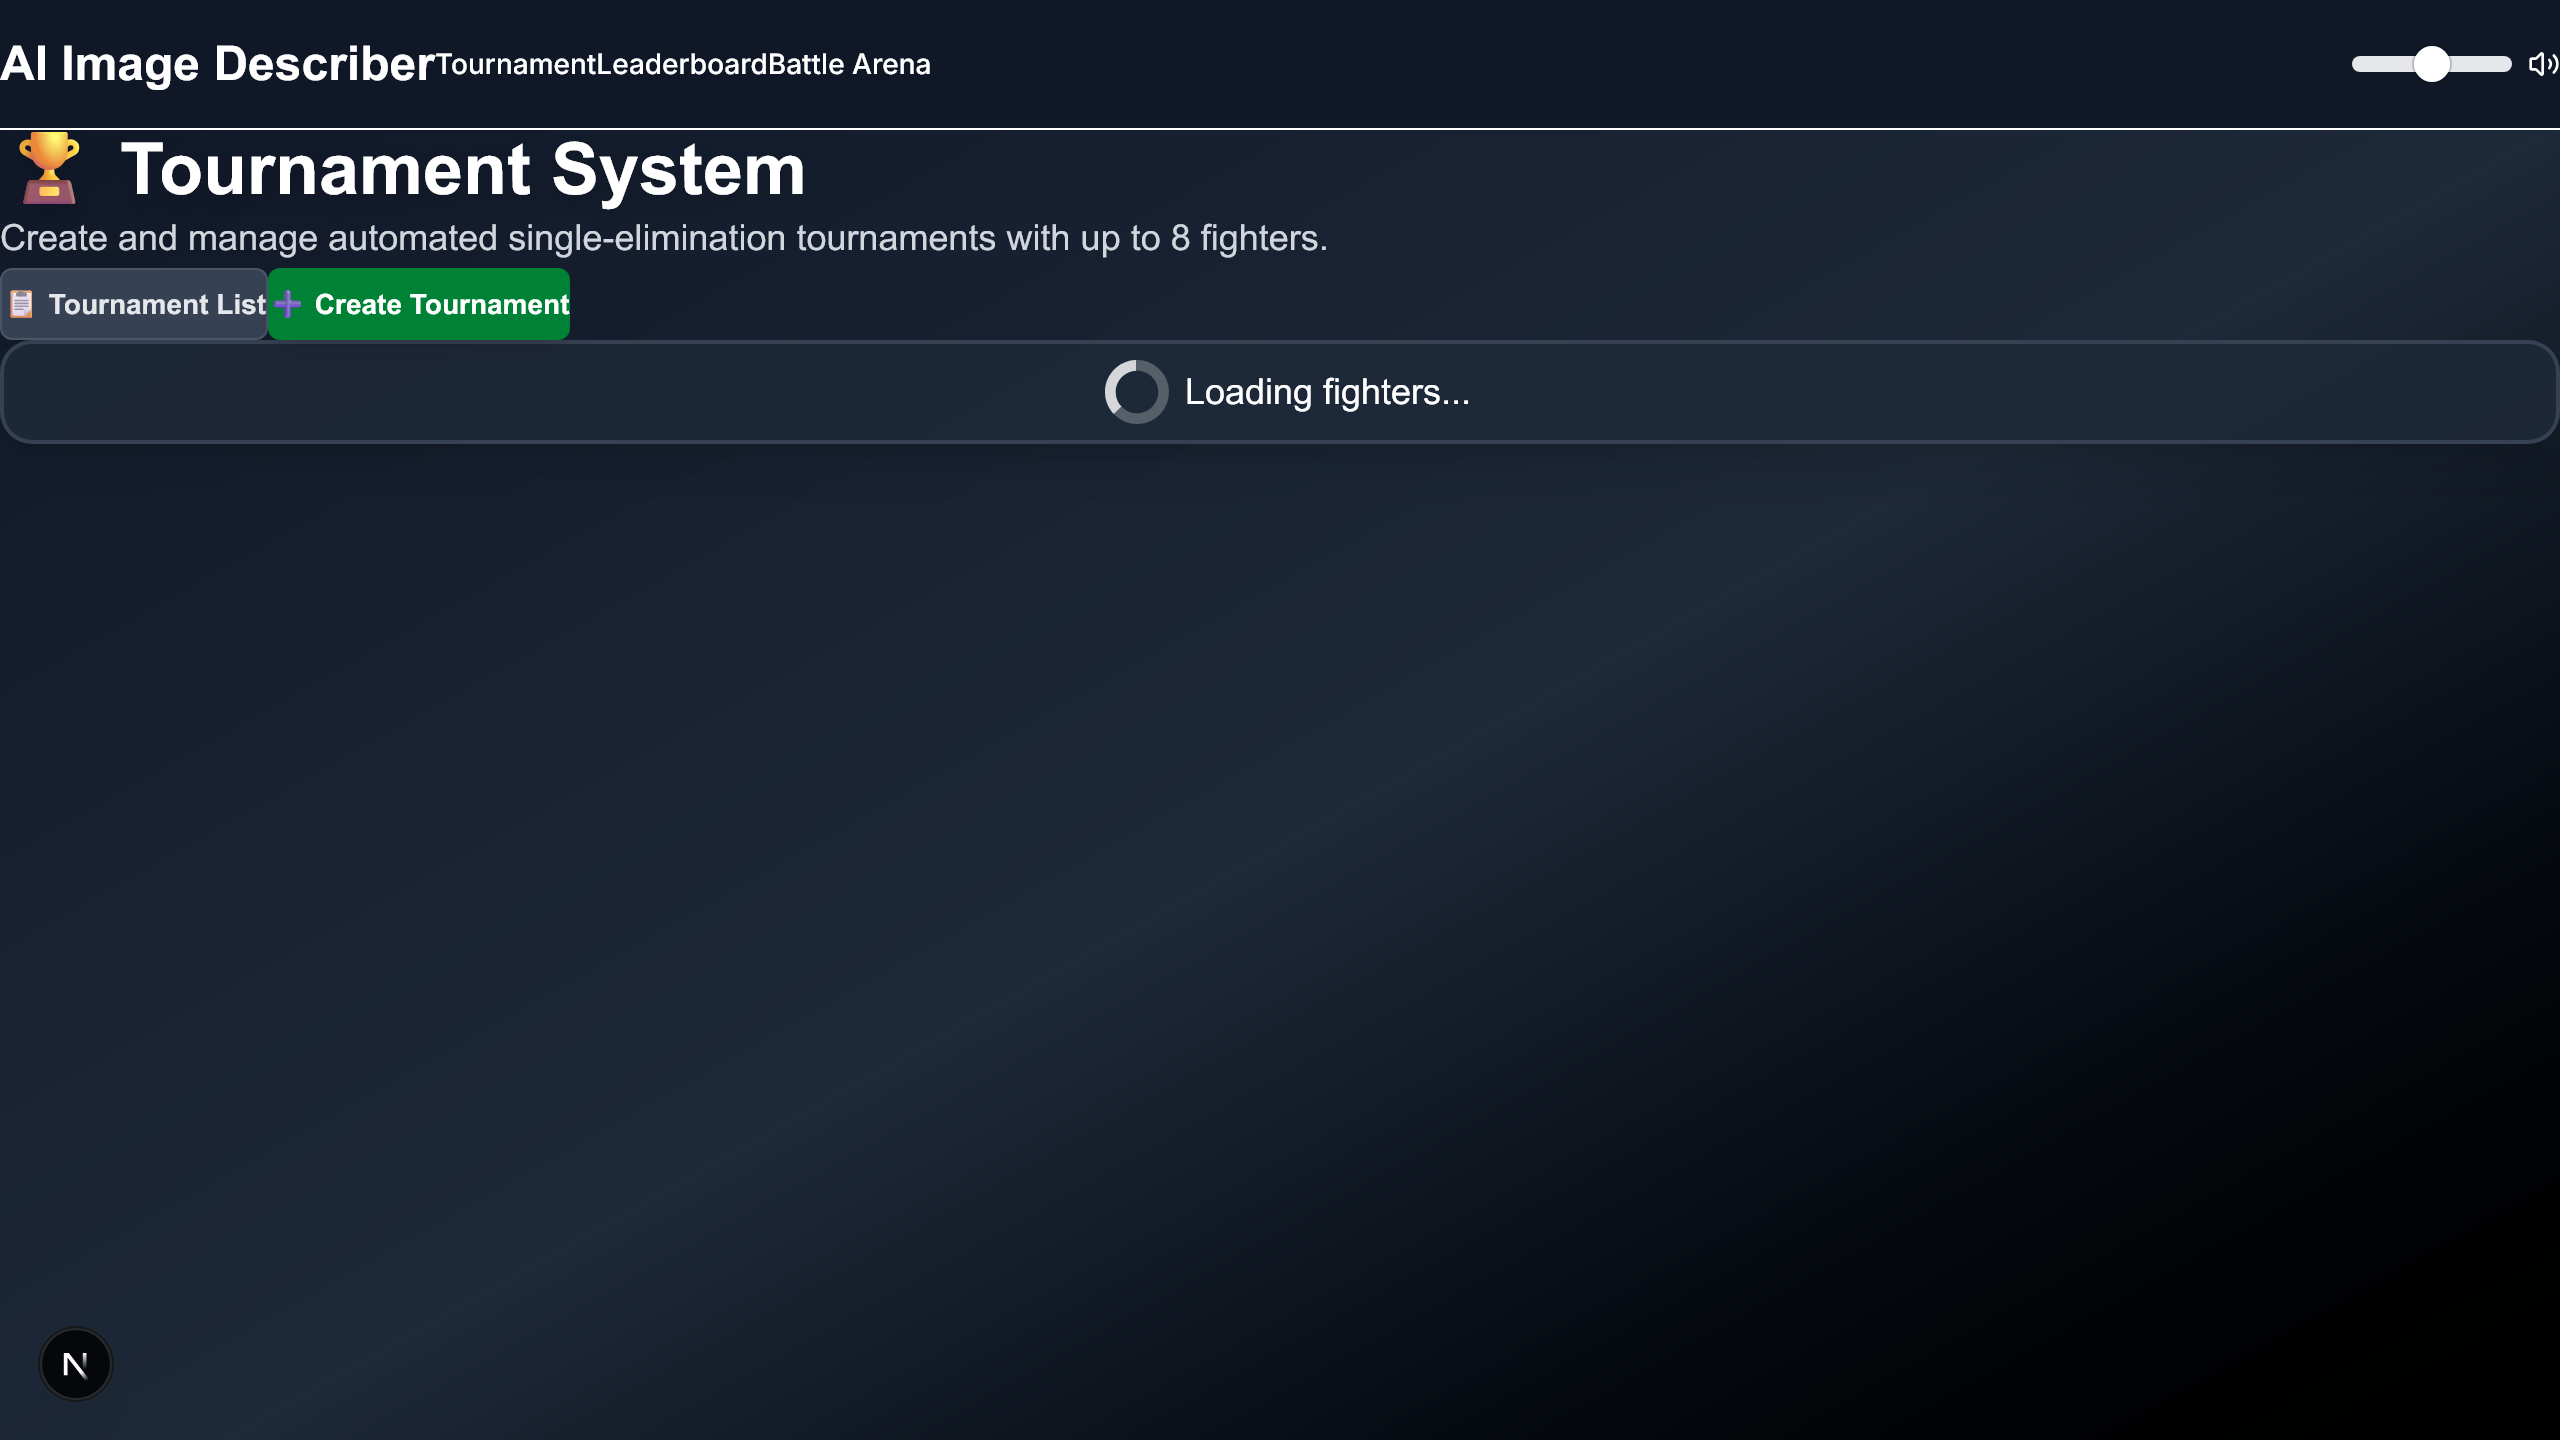 AI Image Describer Tournament Leaderboard Battle Arena
Tournament System
Create and manage automated single-elimination tournaments with up to 8 fighters.
Tournament List Create Tournament
Loading fighters...
N